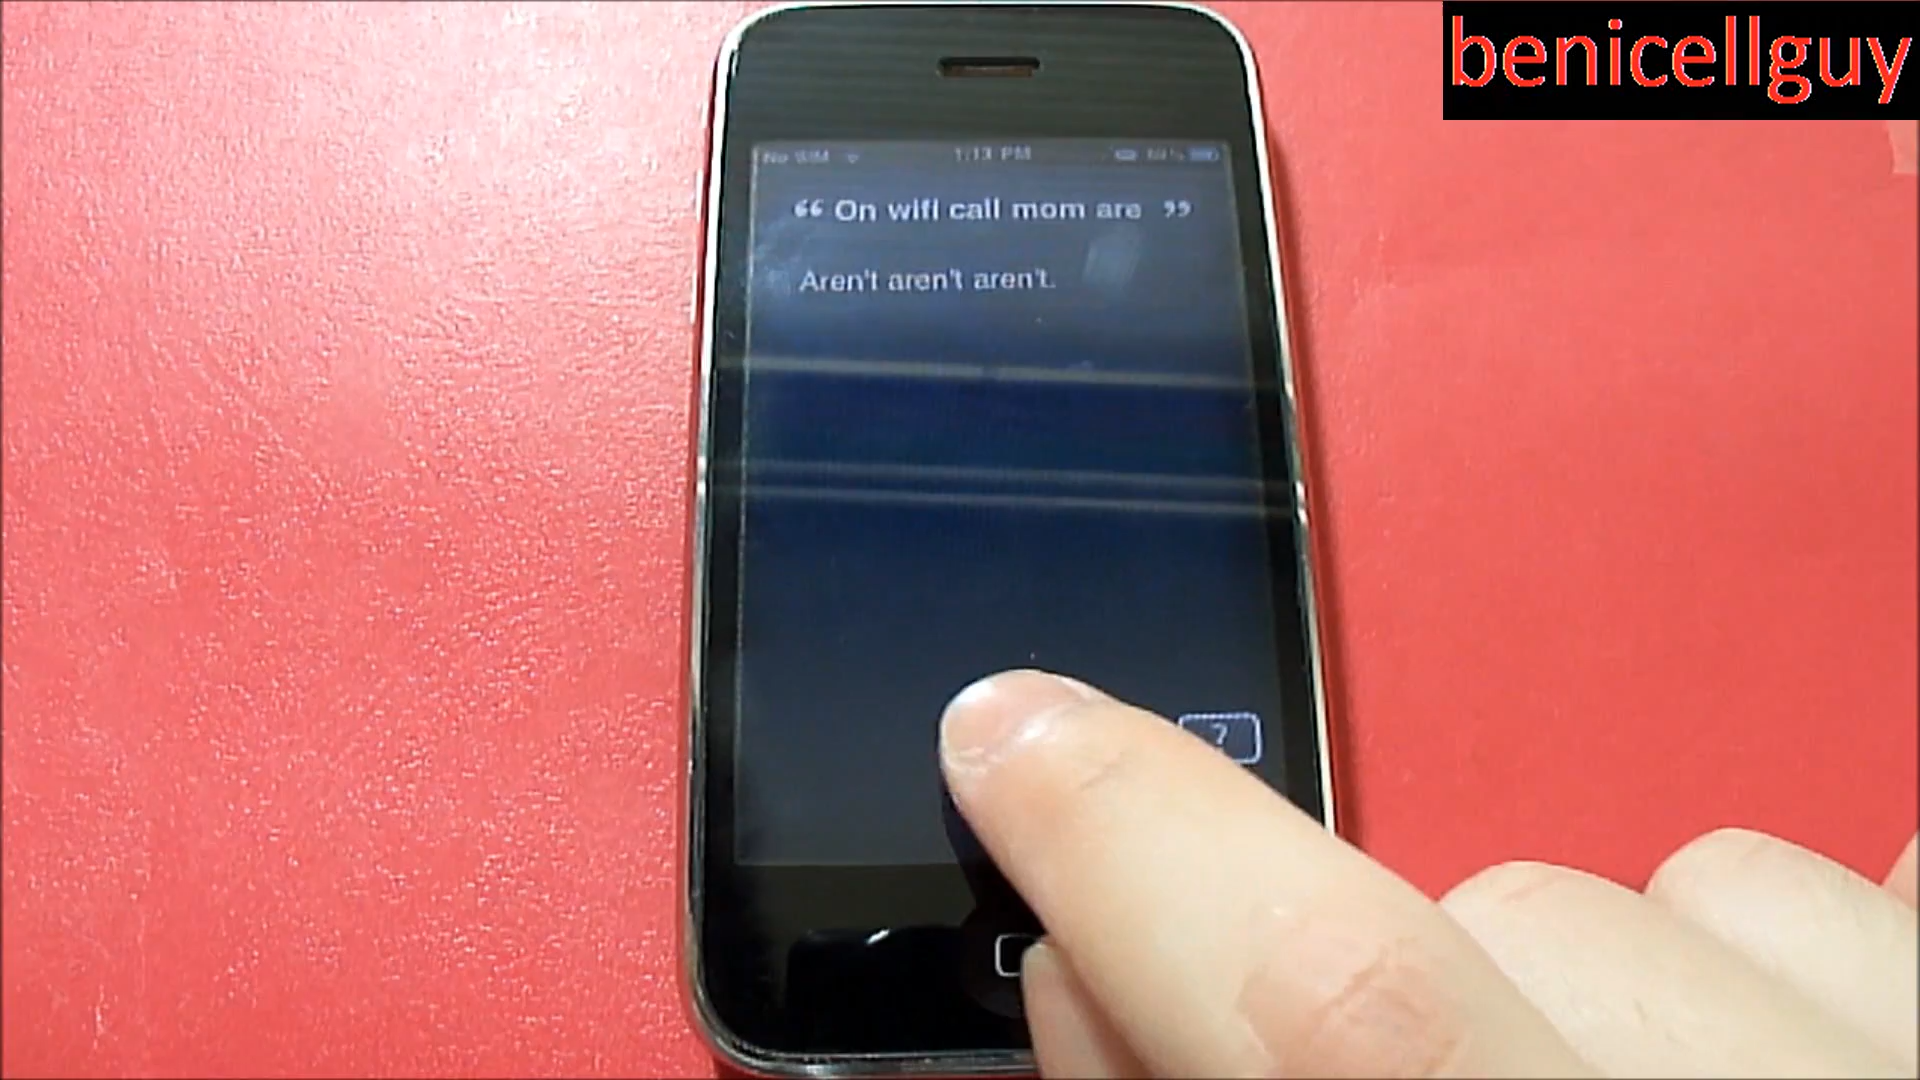 benicellguy
No SIM 1:13 PM
“ On wifi call mom are ”
Aren't aren't aren't.
?